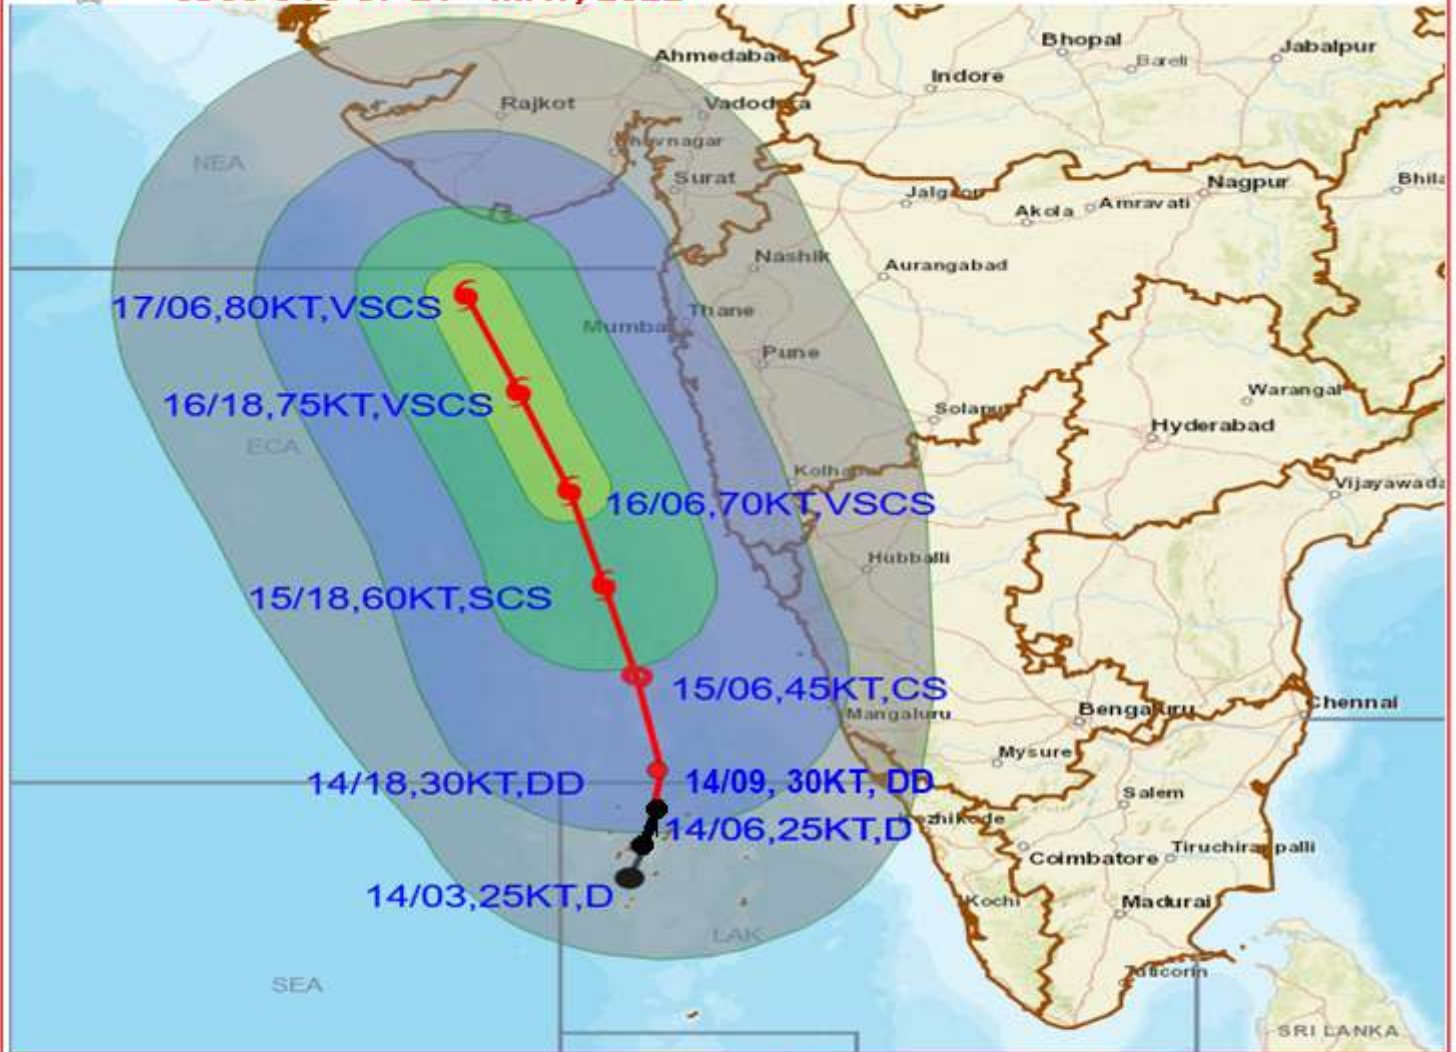 Bhopal
Jabalpur
Ahmedabad
Bareli
Indore
Rajkot
Vadodara
NEA
Bhavnagar
Surat
Nagpur
Jalgaon
Amravati
Akola
Nashik
Aurangabad
17/06,80KT,VSCS
Thane
Mumbai
Pune
16/18,75KT,VSCS
Warangal
Solapur
Hyderabad
ECA
Vijayawada
16/06,70KT,VSCS
Hubballi
15/18,60KT,SCS
15/06,45KT,CS
Mangaluru
Bengaluru
Chennai
Mysure
14/18,30KT,DD
14/09, 30KT, DD
Salem
14/06,25KT,D
Kozhikode
Coimbatore
Tiruchirappalli
14/03,25KT,D
Kochi
Madurai
LAK
Tuticorin
SEA
SRI LANKA